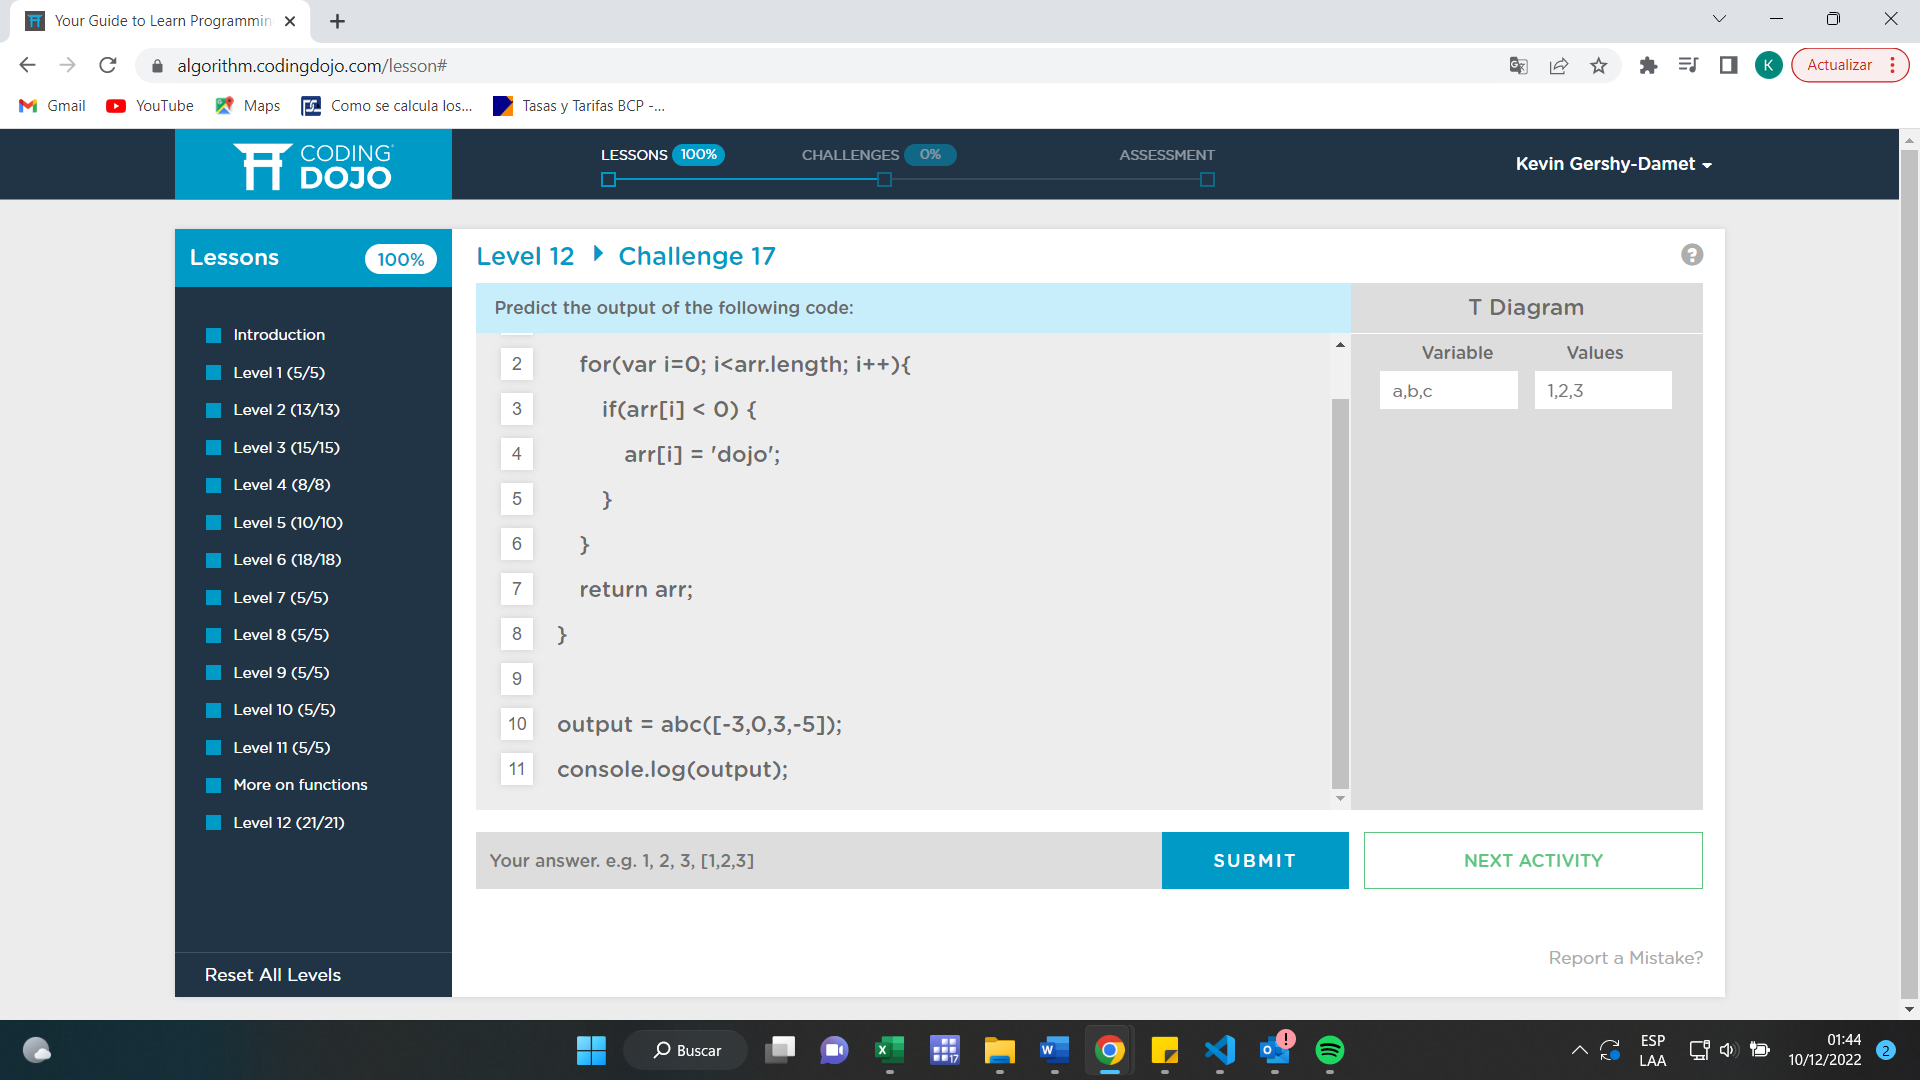 Your Guide to Learn Programmin
algorithm.codingdojo.com/lesson#
K
Actualizar
Gmail
YouTube
Maps
Como se calcula los...
Tasas y Tarifas BCP -...
CODING
DOJO
LESSONS 100%
CHALLENGES 0%
ASSESSMENT
Kevin Gershy-Damet
Lessons 100%
Introduction
Level 1 (5/5)
Level 2 (13/13)
Level 3 (15/15)
Level 4 (8/8)
Level 5 (10/10)
Level 6 (18/18)
Level 7 (5/5)
Level 8 (5/5)
Level 9 (5/5)
Level 10 (5/5)
Level 11 (5/5)
More on functions
Level 12 (21/21)
Reset All Levels
Level 12 Challenge 17
?
Predict the output of the following code:
2 for(var i=0; i<arr.length; i++){
3 if(arr[i] < 0) {
4 arr[i] = 'dojo';
5 }
6 }
7 return arr;
8 }
9
10 output = abc([-3,0,3,-5]);
11 console.log(output);
T Diagram
Variable Values
a,b,c 1,2,3
Your answer. e.g. 1, 2, 3, [1,2,3]
SUBMIT
NEXT ACTIVITY
Report a Mistake?
Buscar
17
ESP
LAA
01:44
10/12/2022
2